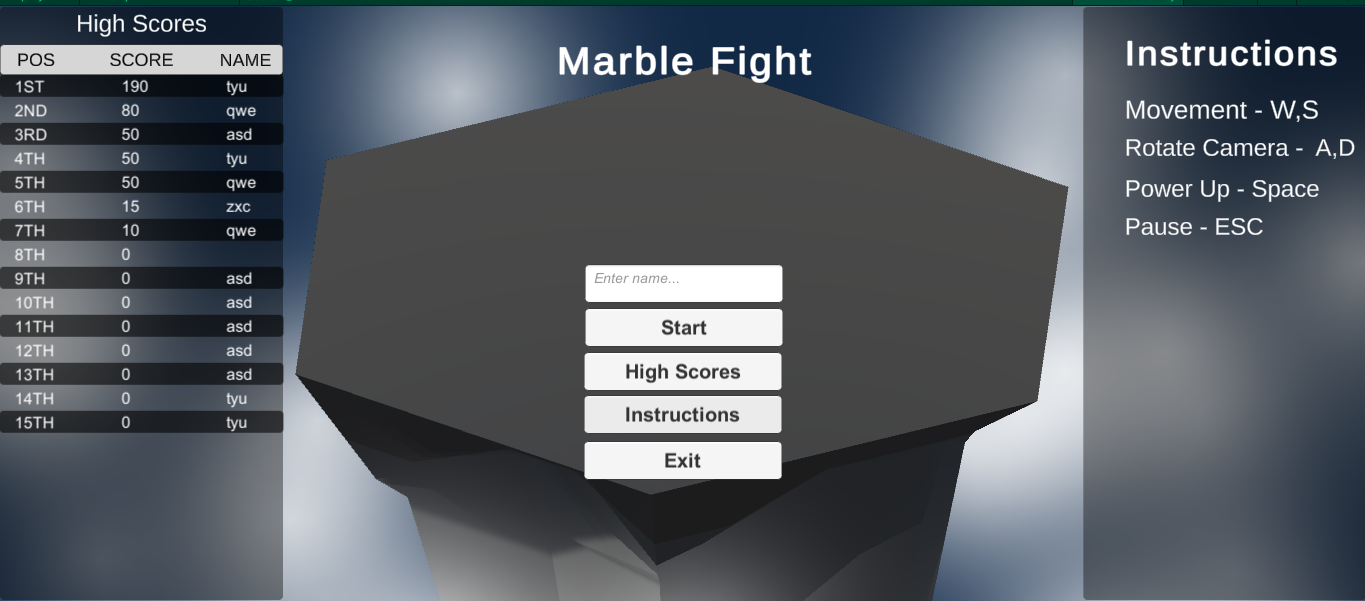 High Scores
POS SCORE NAME
1ST 190 tyu
2ND 80 qwe
3RD 50 asd
4TH 50 tyu
5TH 50 qwe
6TH 15 zxc
7TH 10 qwe
8TH 0
9TH 0 asd
10TH 0 asd
11TH 0 asd
12TH 0 asd
13TH 0 asd
14TH 0 tyu
15TH 0 tyu
Marble Fight
Enter name...
Start
High Scores
Instructions
Exit
Instructions
Movement - W,S
Rotate Camera - A,D
Power Up - Space
Pause - ESC